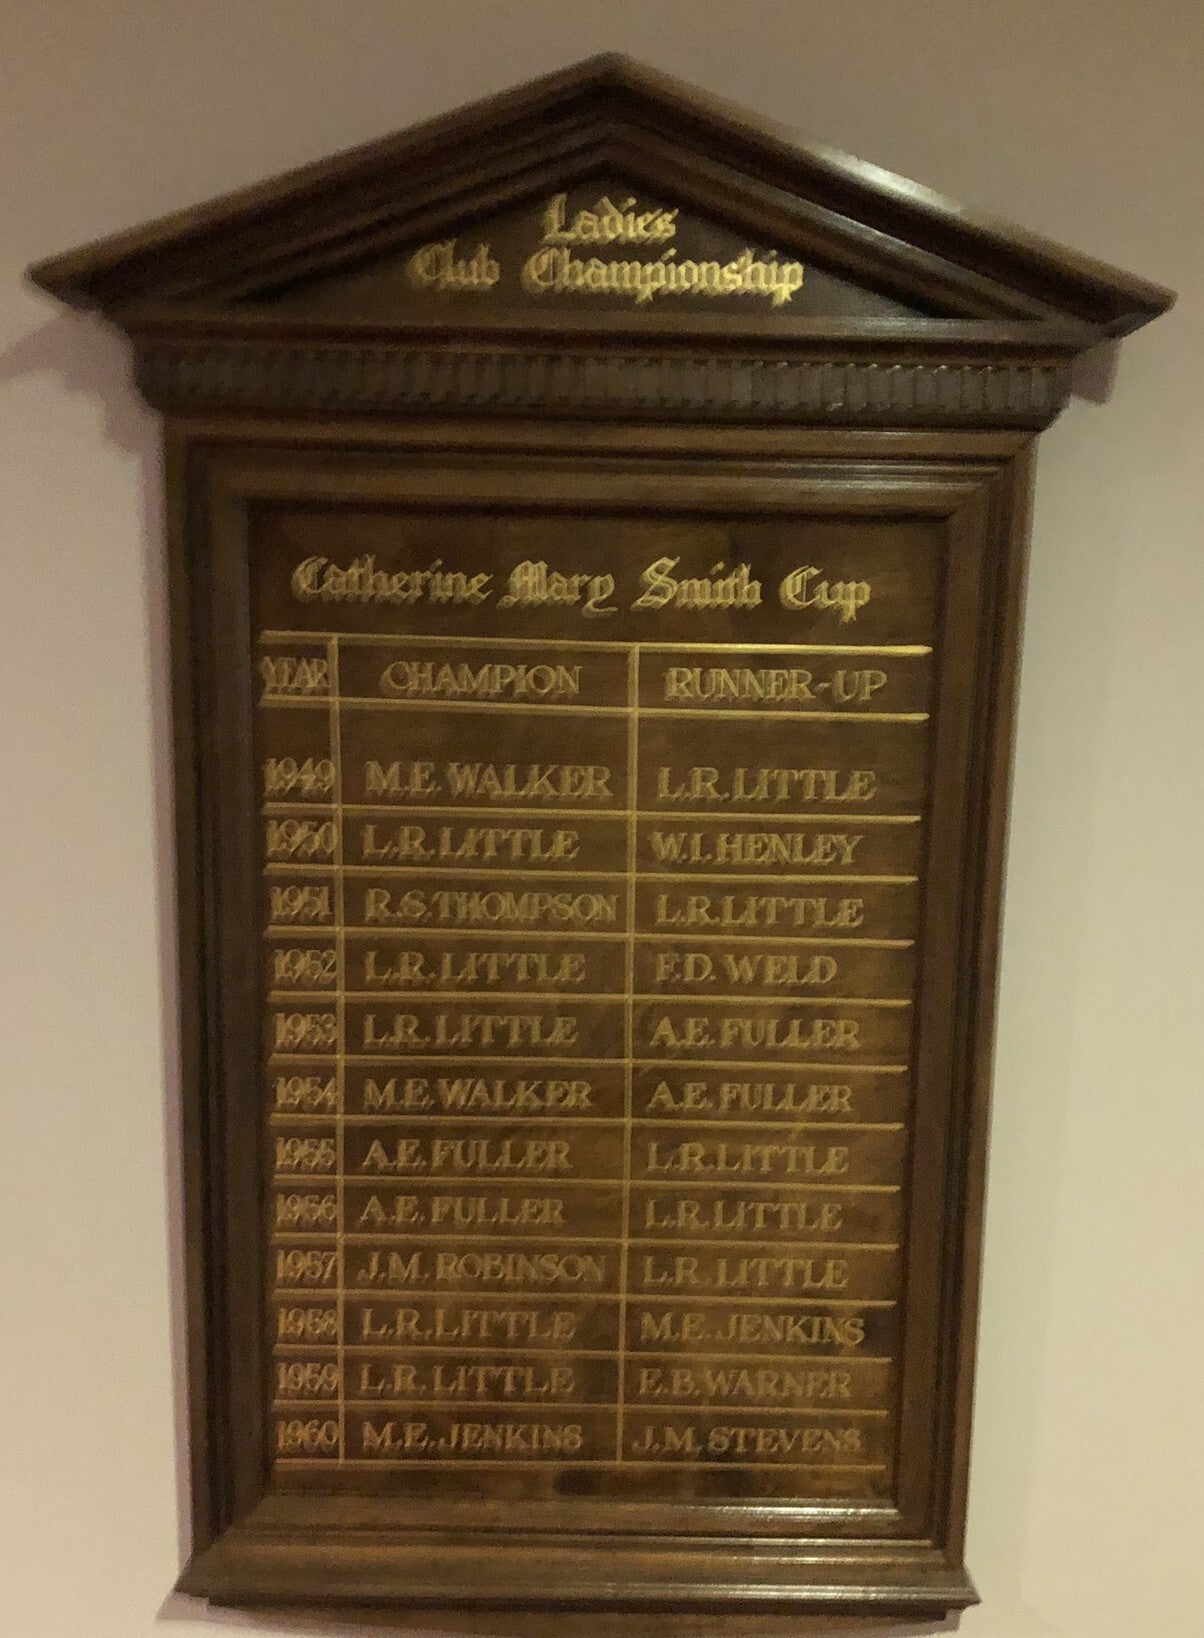 Ladies
Club Championship
Catherine Mary Smith Cup
YEAR CHAMPION RUNNER-UP
1949 M.E. WALKER L.R. LITTLE
1950 L.R. LITTLE W.I. HENLEY
1951 R.S. THOMPSON L.R. LITTLE
1952 L.R. LITTLE F.D. WELD
1953 L.R. LITTLE A.E. FULLER
1954 M.E. WALKER A.E. FULLER
1955 A.E. FULLER L.R. LITTLE
1956 A.E. FULLER L.R. LITTLE
1957 J.M. ROBINSON L.R. LITTLE
1958 L.R. LITTLE M.E. JENKINS
1959 L.R. LITTLE E.B. WARNER
1960 M.E. JENKINS J.M. STEVENS